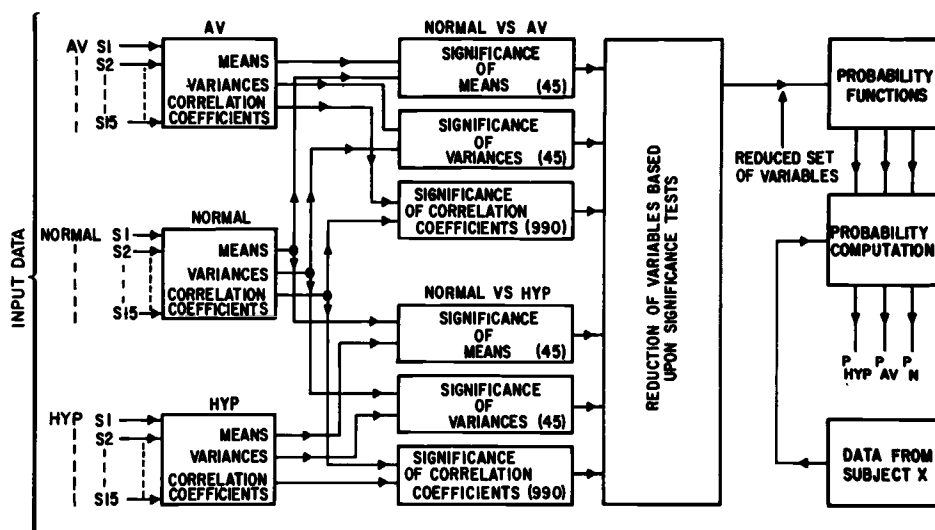 INPUT DATA
AV
AV S1
S2
S15
MEANS
VARIANCES
CORRELATION
COEFFICIENTS
NORMAL
NORMAL S1
S2
S15
MEANS
VARIANCES
CORRELATION
COEFFICIENTS
HYP
HYP S1
S2
S15
MEANS
VARIANCES
CORRELATION
COEFFICIENTS
NORMAL VS AV
SIGNIFICANCE
OF
MEANS (45)
SIGNIFICANCE
OF
VARIANCES (45)
SIGNIFICANCE
OF CORRELATION
COEFFICIENTS (990)
NORMAL VS HYP
SIGNIFICANCE
OF
MEANS (45)
SIGNIFICANCE
OF
VARIANCES (45)
SIGNIFICANCE
OF CORRELATION
COEFFICIENTS (990)
REDUCTION OF VARIABLES BASED
UPON SIGNIFICANCE TESTS
REDUCED SET
OF VARIABLES
PROBABILITY
FUNCTIONS
PROBABILITY
COMPUTATION
P P P
HYP AV N
DATA FROM
SUBJECT X